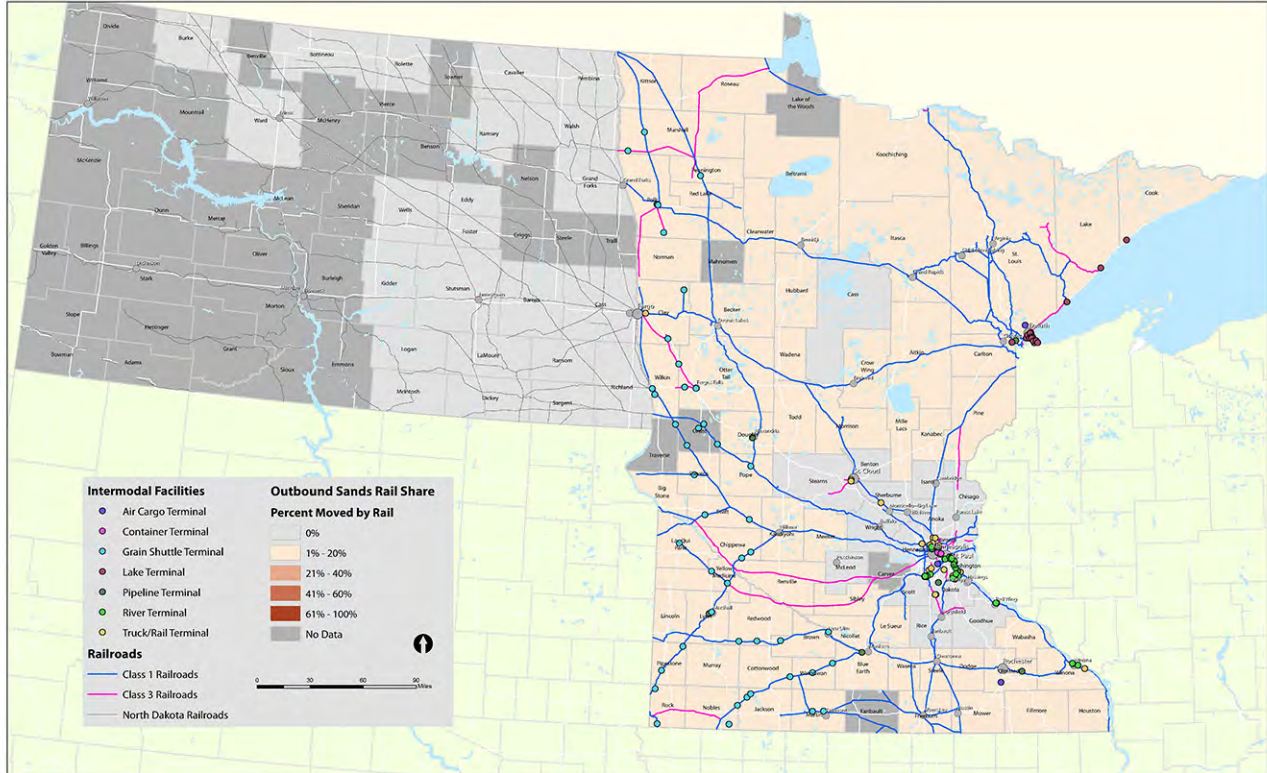 Divide
Burke
Renville
Bottineau
Rolette
Towner
Cavalier
Pembina
Williams
Mountrail
Ward
McHenry
Pierce
Benson
Ramsey
Walsh
McKenzie
Nelson
Grand Forks
Dunn
Mercer
McLean
Sheridan
Wells
Eddy
Foster
Griggs
Steele
Traill
Golden Valley
Billings
Stark
Oliver
Burleigh
Kidder
Stutsman
Barnes
Cass
Morton
Slope
Hettinger
Grant
Sioux
Emmons
Logan
LaMoure
Ransom
Richland
Bowman
Adams
McIntosh
Dickey
Sargent
Kittson
Roseau
Lake of the Woods
Marshall
Koochiching
Pennington
Beltrami
Red Lake
Polk
Clearwater
Itasca
St. Louis
Lake
Cook
Norman
Mahnomen
Hubbard
Cass
Clay
Becker
Wadena
Crow Wing
Aitkin
Carlton
Duluth
Wilkin
Otter Tail
Fergus Falls
Todd
Morrison
Mille Lacs
Kanabec
Pine
Grant
Douglas
Traverse
Pope
Stearns
Benton
St. Cloud
Sherburne
Isanti
Chisago
Anoka
Wright
Big Stone
Swift
Kandiyohi
Meeker
Chippewa
Lac Qui Parle
Yellow Medicine
Renville
McLeod
Carver
Hennepin
Washington
Scott
Dakota
Sibley
Lincoln
Lyon
Redwood
Brown
Nicollet
Le Sueur
Rice
Goodhue
Wabasha
Pipestone
Murray
Cottonwood
Watonwan
Blue Earth
Waseca
Steele
Dodge
Rochester
Winona
Rock
Nobles
Jackson
Martin
Faribault
Freeborn
Mower
Fillmore
Houston
Intermodal Facilities
Air Cargo Terminal
Container Terminal
Grain Shuttle Terminal
Lake Terminal
Pipeline Terminal
River Terminal
Truck/Rail Terminal
Railroads
Class 1 Railroads
Class 3 Railroads
North Dakota Railroads
Outbound Sands Rail Share
Percent Moved by Rail
0%
1% - 20%
21% - 40%
41% - 60%
61% - 100%
No Data
0 30 60 90
Miles